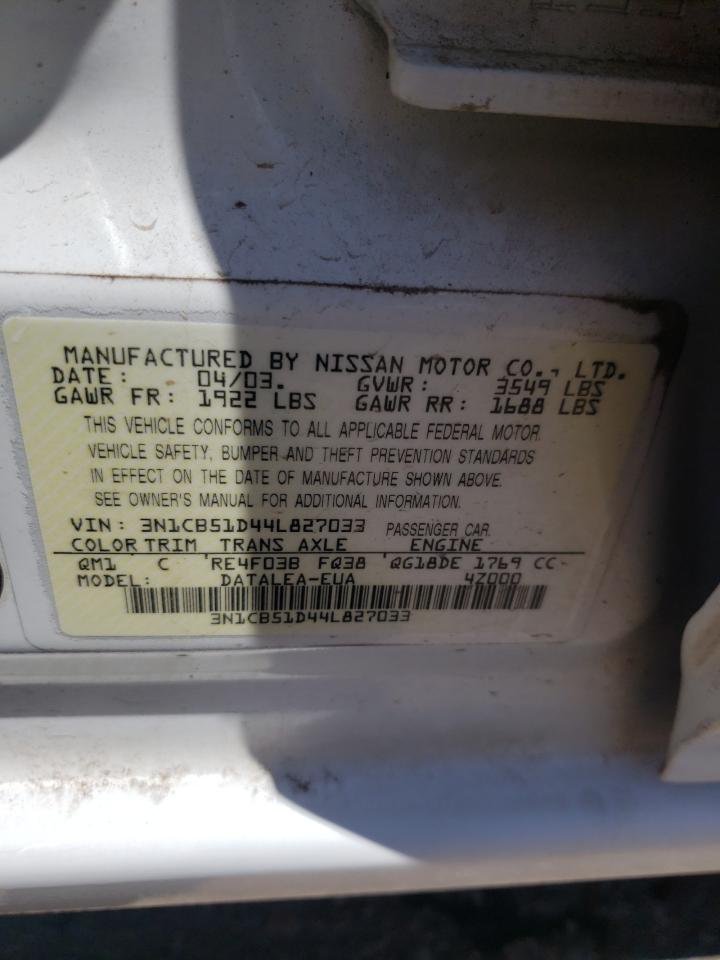 MANUFACTURED BY NISSAN MOTOR CO., LTD.
DATE: 04/03. GVWR: 3549 LBS
GAWR FR: 1922 LBS GAWR RR: 1688 LBS
THIS VEHICLE CONFORMS TO ALL APPLICABLE FEDERAL MOTOR
VEHICLE SAFETY, BUMPER AND THEFT PREVENTION STANDARDS
IN EFFECT ON THE DATE OF MANUFACTURE SHOWN ABOVE.
SEE OWNER'S MANUAL FOR ADDITIONAL INFORMATION.
VIN: 3N1CB51D44L827033 PASSENGER CAR
COLOR TRIM TRANS AXLE ENGINE
QM1 C RE4F03B FQ38 QG18DE 1769 CC
MODEL: DATALEA-EUA 4Z000
3N1CB51D44L827033